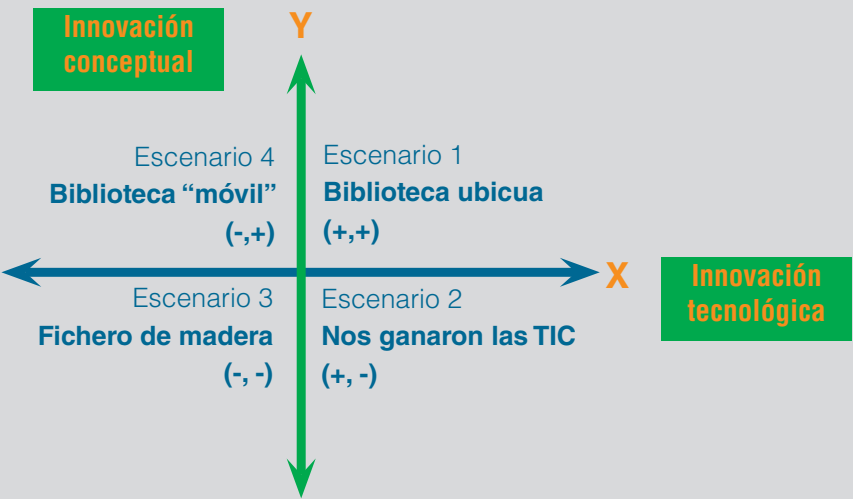 Innovación
conceptual
Y
Escenario 4
Biblioteca “móvil”
(-,+)
Escenario 1
Biblioteca ubicua
(+,+)
X
Innovación
tecnológica
Escenario 3
Fichero de madera
(-, -)
Escenario 2
Nos ganaron las TIC
(+, -)